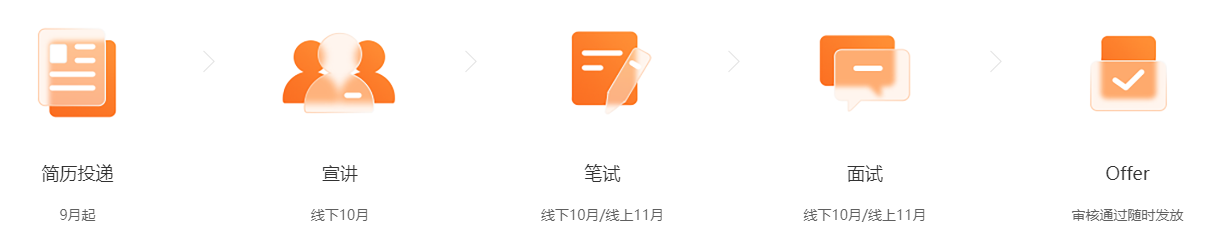 简历投递
宣讲
笔试
面试
Offer
9月起
线下10月
线下10月/线上11月
线下10月/线上11月
审核通过随时发放